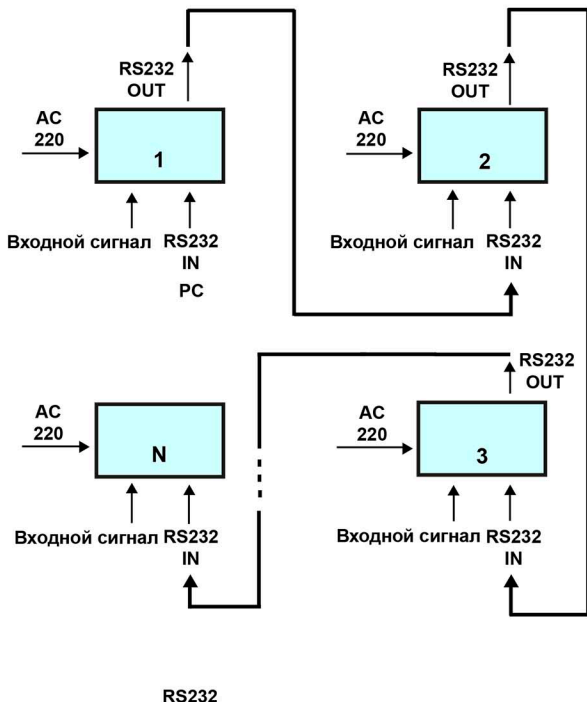 RS232
OUT
AC
220
1
Входной сигнал RS232
IN
PC
RS232
OUT
AC
220
2
Входной сигнал RS232
IN
AC
220
N
Входной сигнал RS232
IN
RS232
OUT
AC
220
3
Входной сигнал RS232
IN
RS232